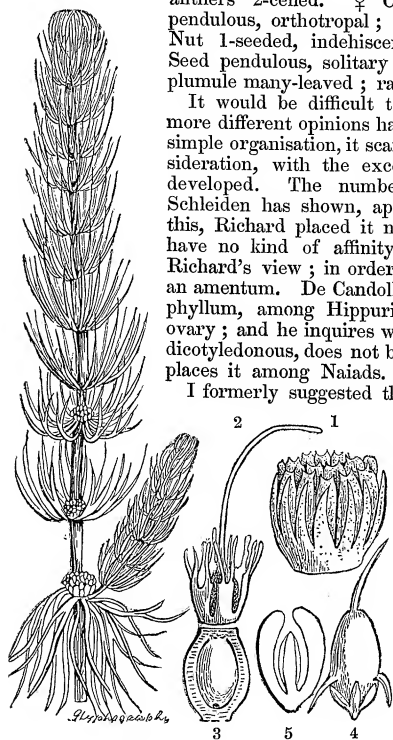 anthers 2-celled. ♀ O
pendulous, orthotropal ;
Nut 1-seeded, indehiscen
Seed pendulous, solitary
plumule many-leaved ; ra
It would be difficult t
more different opinions ha
simple organisation, it scar
sideration, with the exce
developed. The numbe
Schleiden has shown, ap
this, Richard placed it n
have no kind of affinity
Richard's view ; in order
an amentum. De Candoll
phyllum, among Hippuri
ovary ; and he inquires w
dicotyledonous, does not b
places it among Naiads.
I formerly suggested th
2 1
3 5 4